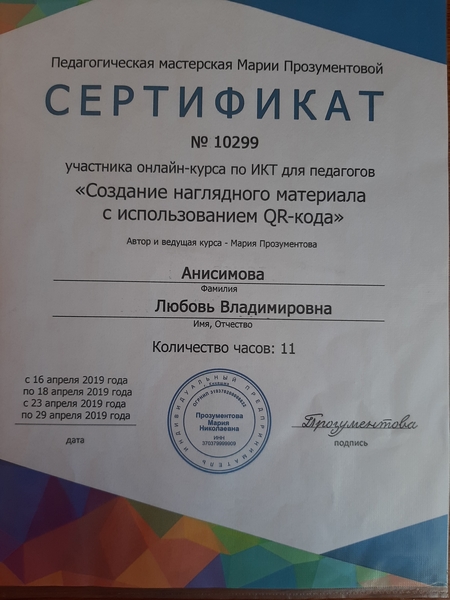 Педагогическая мастерская Марии Прозументовой
СЕРТИФИКАТ
№ 10299
участника онлайн-курса по ИКТ для педагогов
«Создание наглядного материала
с использованием QR-кода»
Автор и ведущая курса - Мария Прозументова
Анисимова
Фамилия
Любовь Владимировна
Имя, Отчество
Количество часов: 11
с 16 апреля 2019 года
по 18 апреля 2019 года
с 23 апреля 2019 года
по 29 апреля 2019 года
дата
ИНДИВИДУАЛЬНЫЙ ПРЕДПРИНИМАТЕЛЬ
Прозументова
Мария
Николаевна
ИНН
Прозументова
подпись